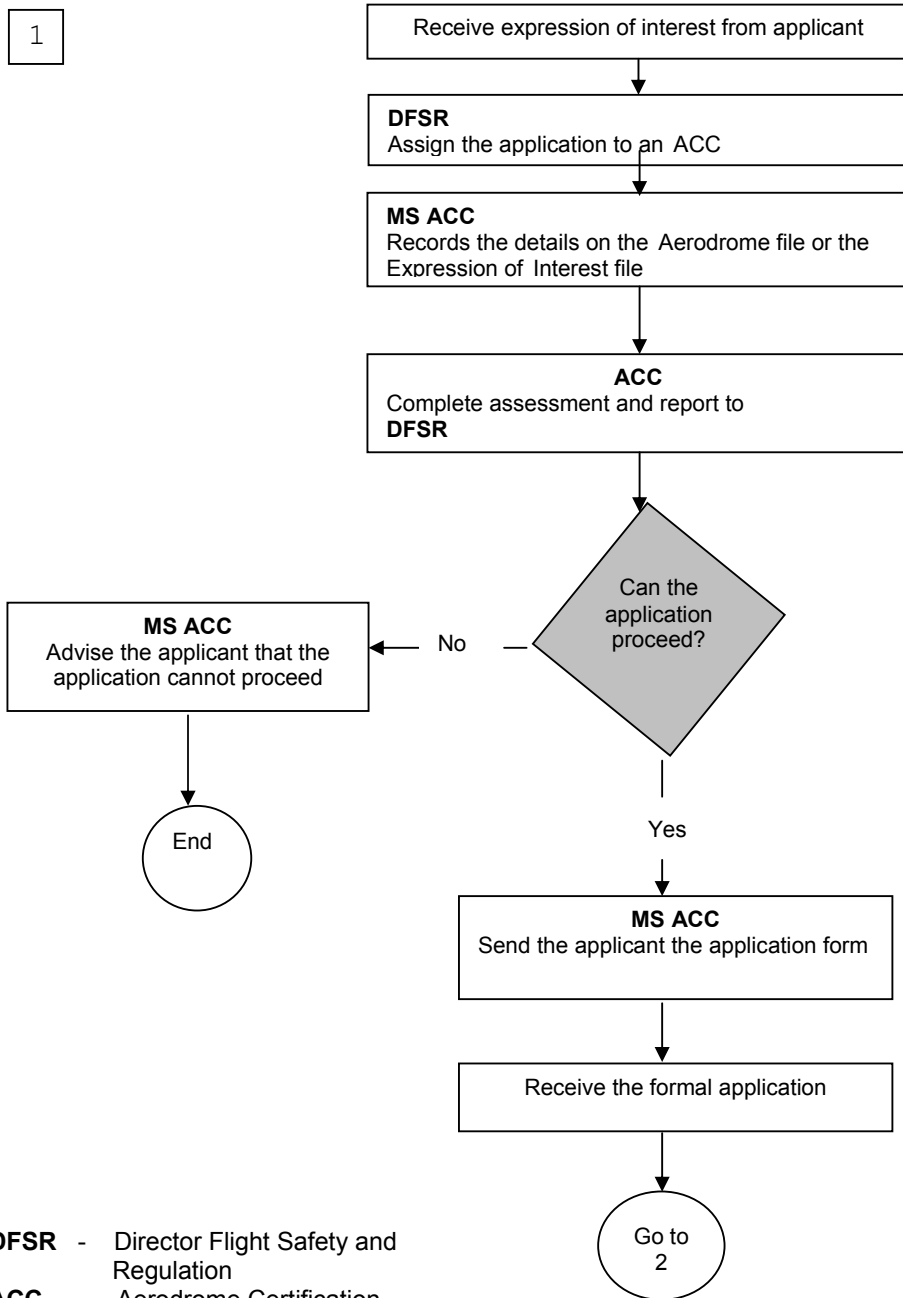 1
Receive expression of interest from applicant
DFSR
Assign the application to an ACC
MS ACC
Records the details on the Aerodrome file or the
Expression of Interest file
ACC
Complete assessment and report to
DFSR
Can the
application
proceed?
No
MS ACC
Advise the applicant that the
application cannot proceed
End
Yes
MS ACC
Send the applicant the application form
Receive the formal application
Go to
2
DFSR - Director Flight Safety and
Regulation
ACC - Aerodrome Certification